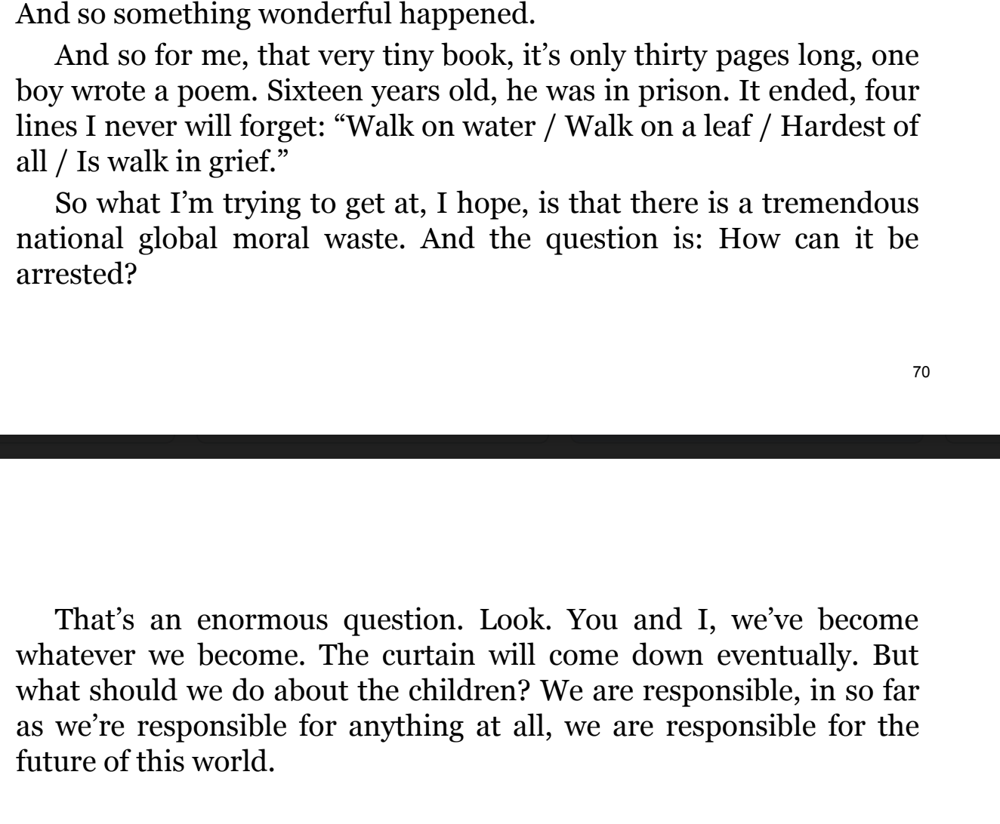 And so something wonderful happened.
And so for me, that very tiny book, it’s only thirty pages long, one
boy wrote a poem. Sixteen years old, he was in prison. It ended, four
lines I never will forget: “Walk on water / Walk on a leaf / Hardest of
all / Is walk in grief.”
So what I’m trying to get at, I hope, is that there is a tremendous
national global moral waste. And the question is: How can it be
arrested?
70
That’s an enormous question. Look. You and I, we’ve become
whatever we become. The curtain will come down eventually. But
what should we do about the children? We are responsible, in so far
as we’re responsible for anything at all, we are responsible for the
future of this world.